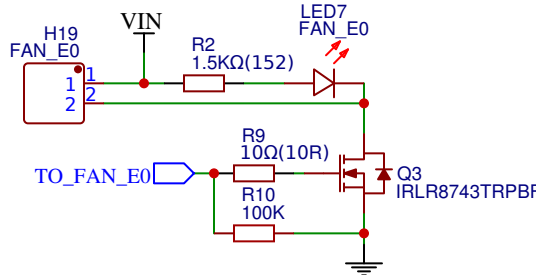 H19
FAN_E0
1
2
1
2
VIN
R2
1.5KΩ(152)
LED7
FAN_E0
TO_FAN_E0
R9
10Ω(10R)
R10
100K
Q3
IRLR8743TRPBF